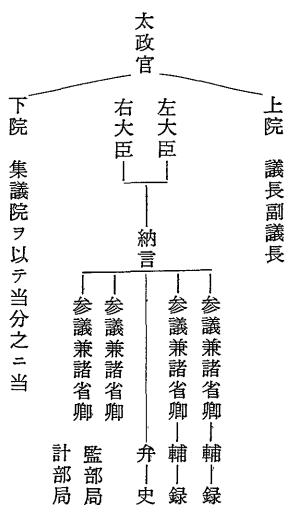 太政官
上院　議長副議長
左大臣
右大臣
下院　集議院ヲ以テ当分之ニ当
納言
参議兼諸省卿 輔 録
参議兼諸省卿 輔 録
弁 史
参議兼諸省卿
参議兼諸省卿
監部局
計部局